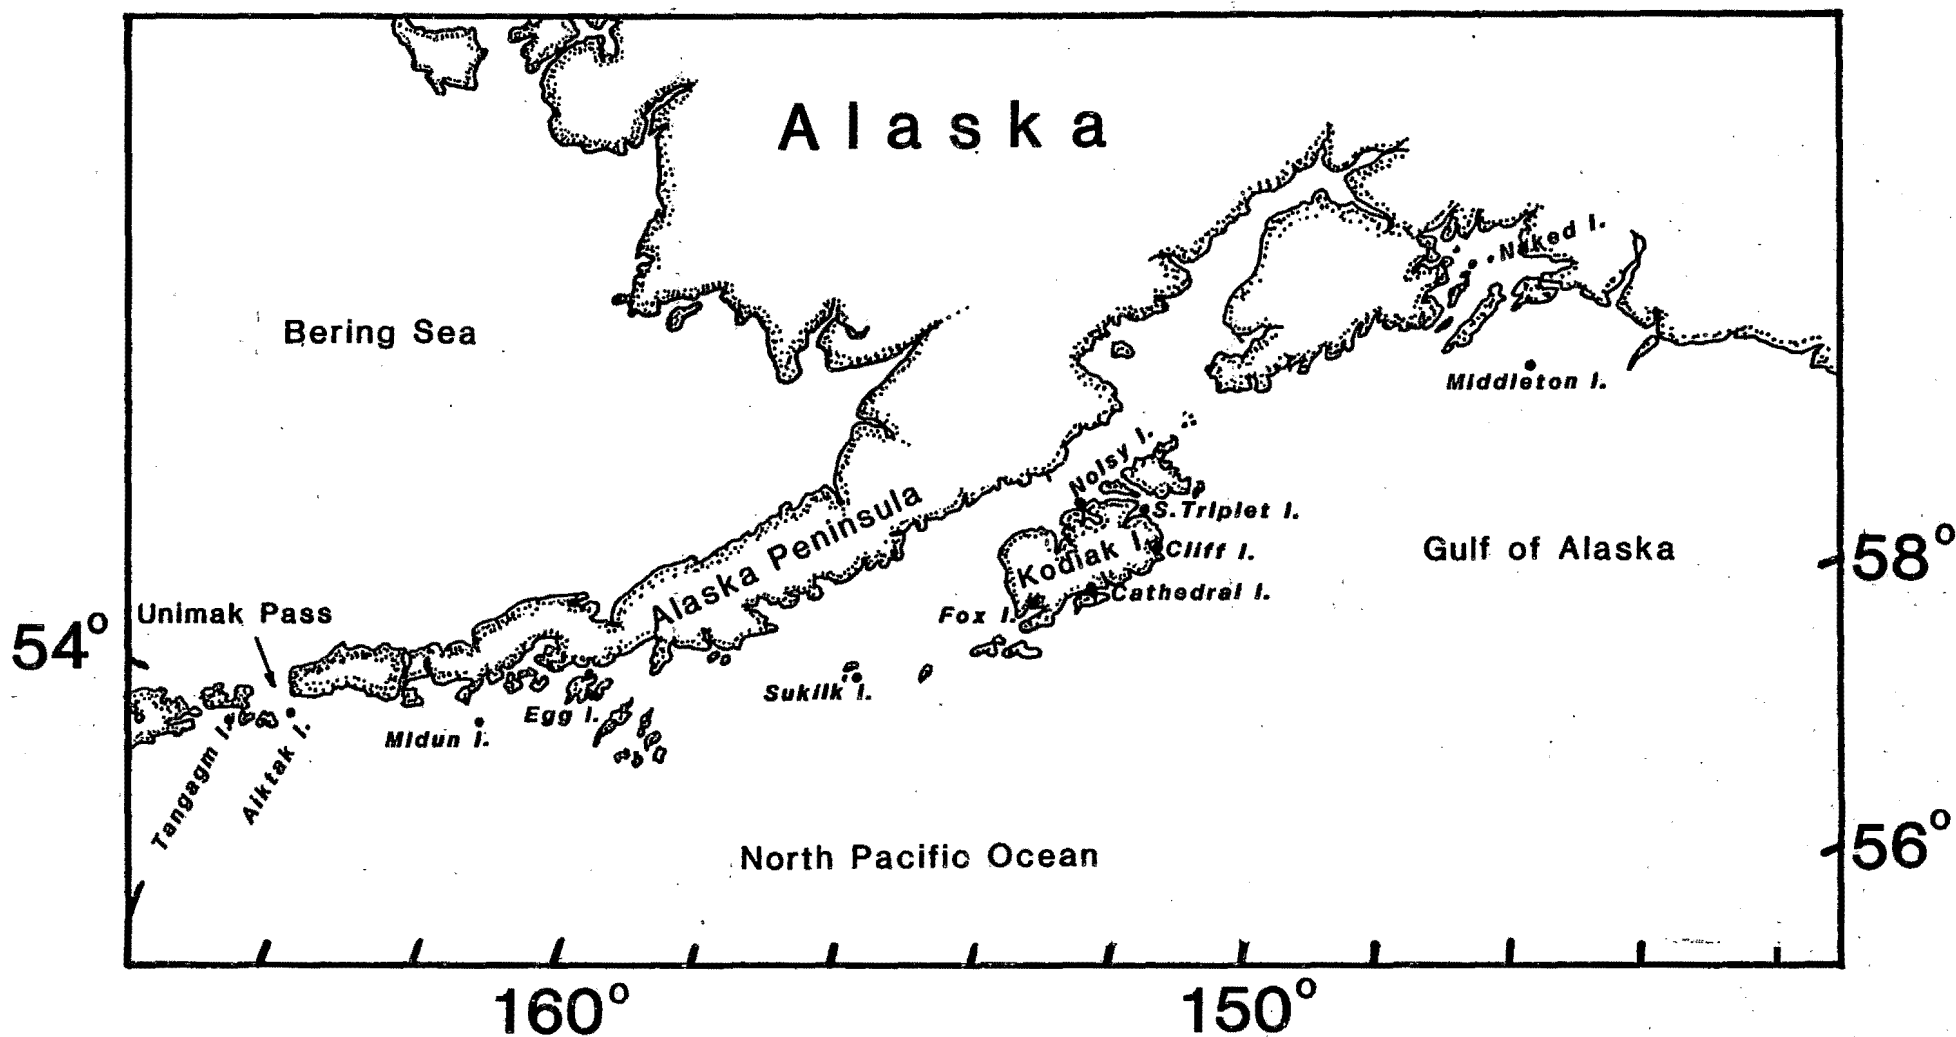 Alaska
Naked I.
Bering Sea
Middleton I.
Noisy I.
S.Triplet I.
Alaska Peninsula
Kodiak I.
Cliff I.
Gulf of Alaska
58°
Cathedral I.
Fox I.
Unimak Pass
54°
Sukilk I.
Egg I.
Midun I.
Tangagm I.
Aiktak I.
North Pacific Ocean
56°
160°
150°